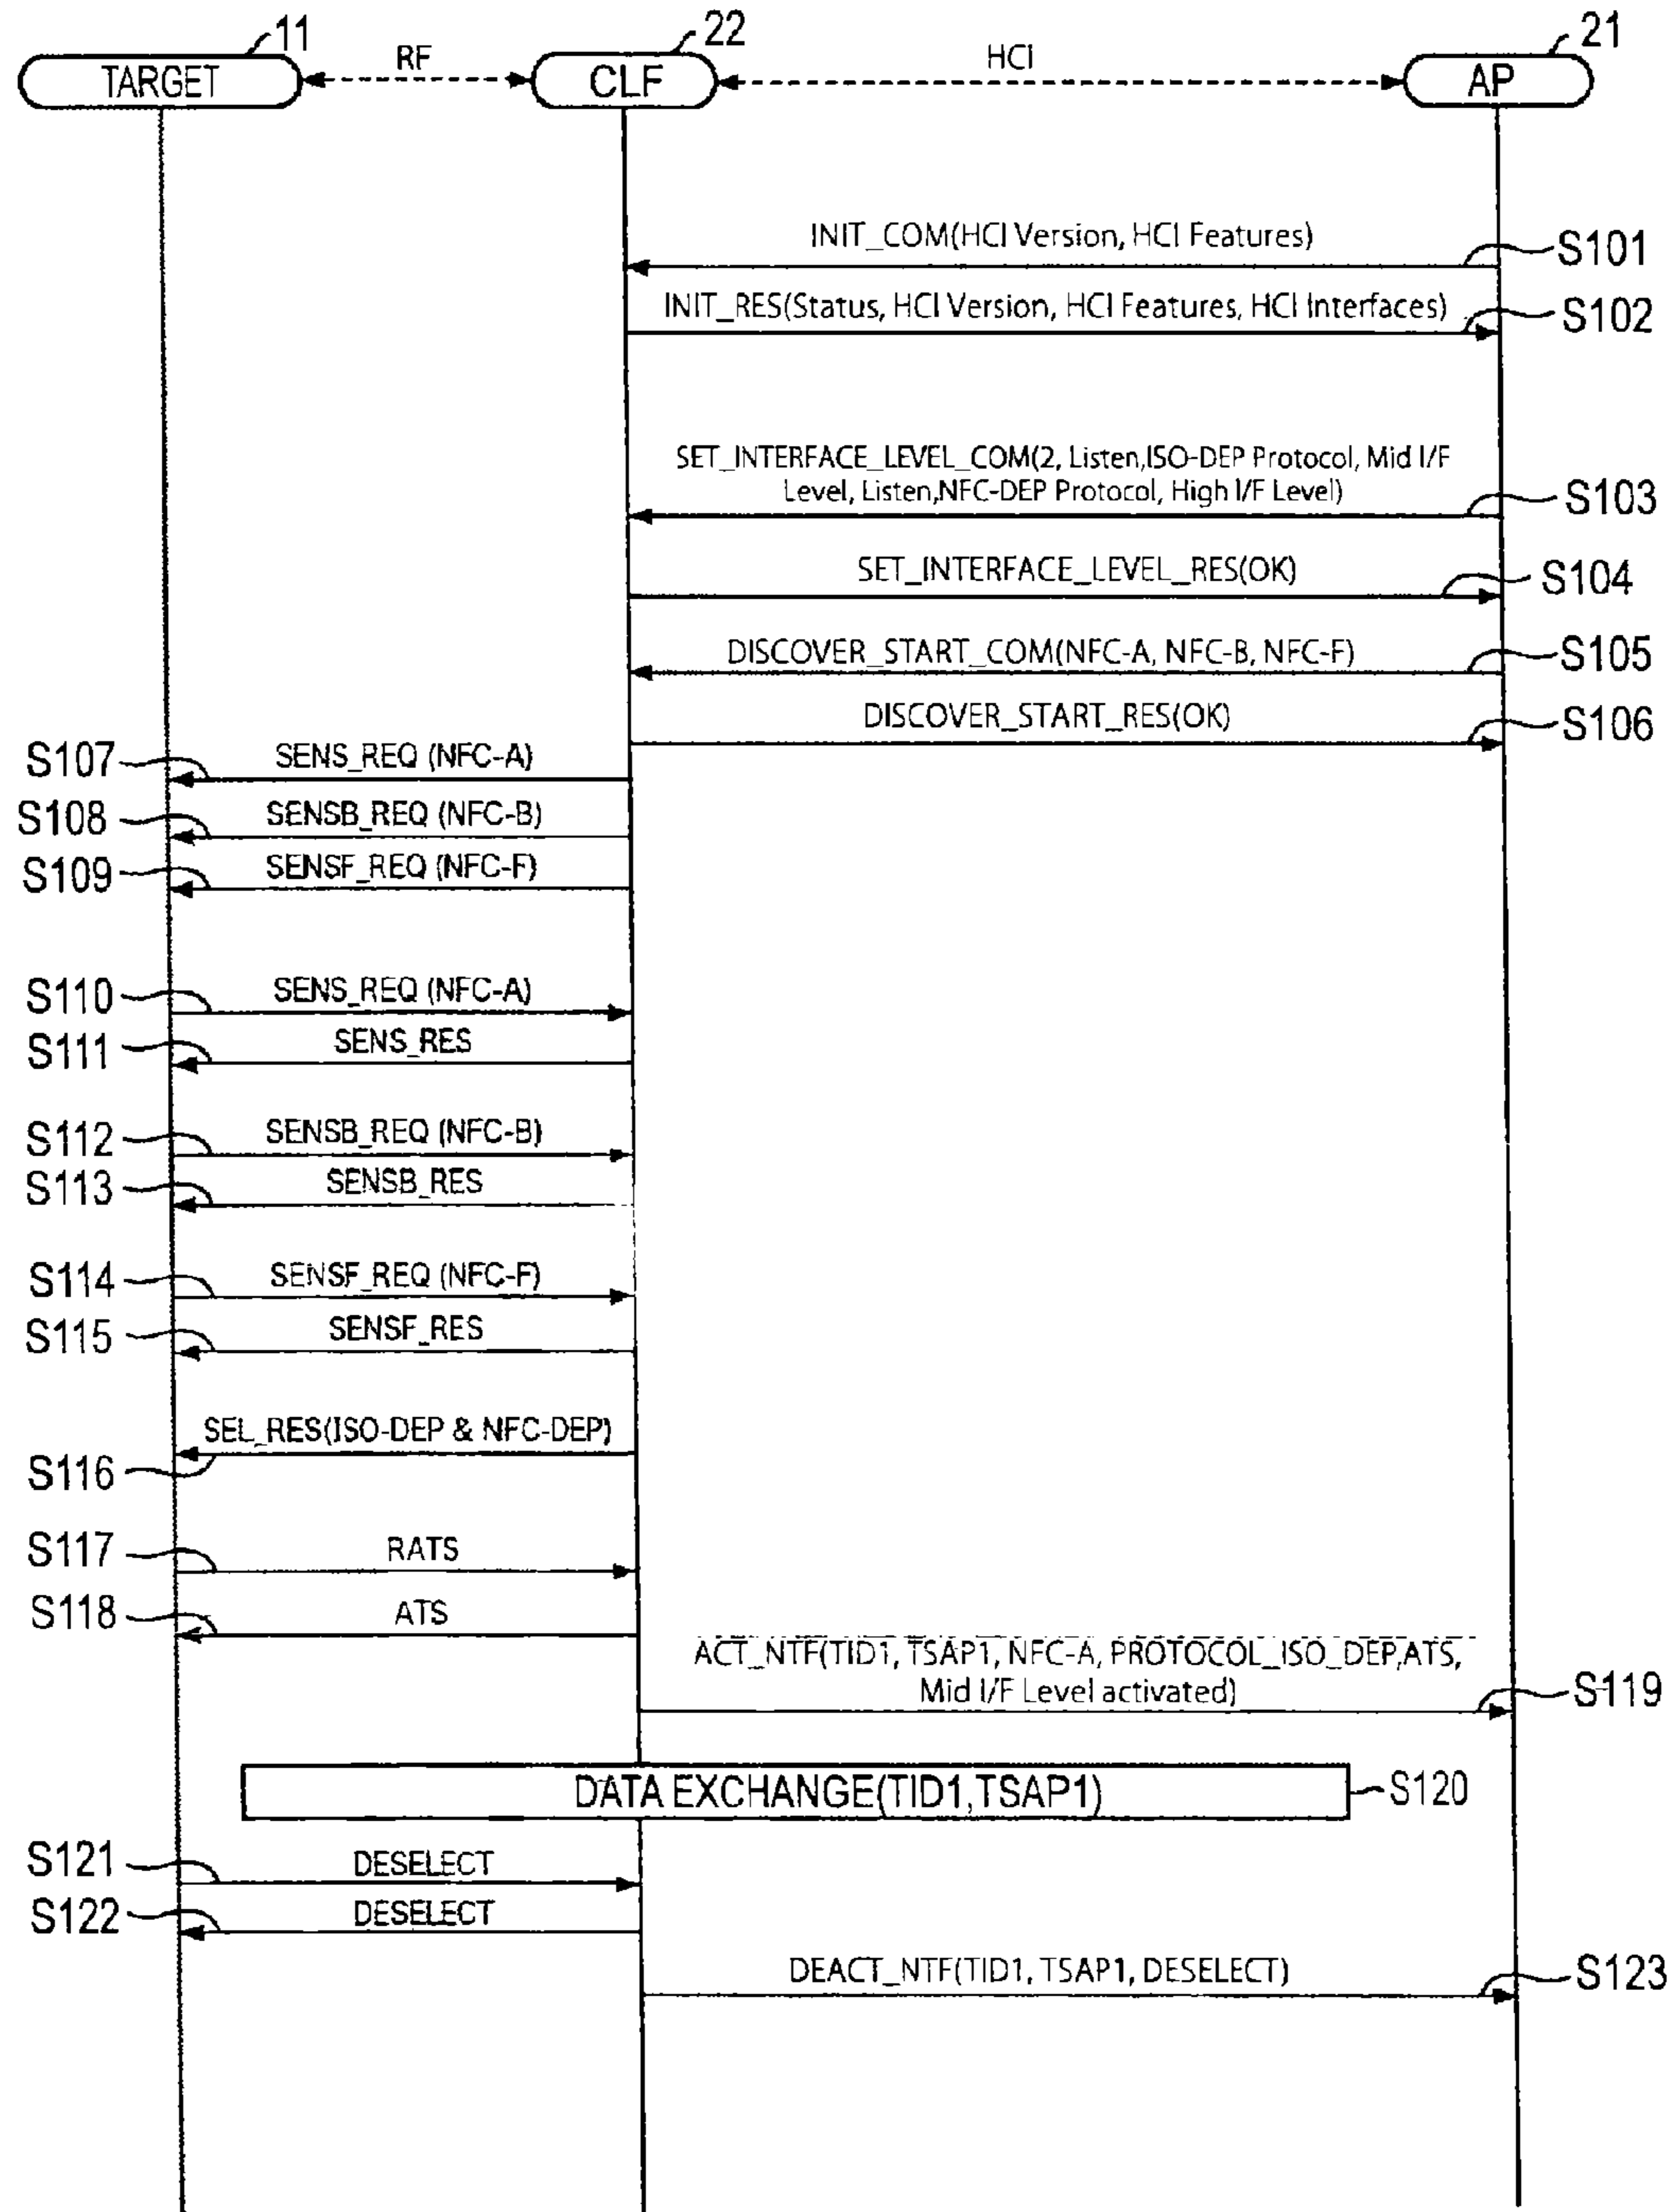 11
22
21
TARGET
RF
CLF
HCI
AP
INIT_COM(HCI Version, HCI Features)
S101
INIT_RES(Status, HCI Version, HCI Features, HCI Interfaces)
S102
SET_INTERFACE_LEVEL_COM(2, Listen,ISO-DEP Protocol, Mid I/F
Level, Listen,NFC-DEP Protocol, High I/F Level)
S103
SET_INTERFACE_LEVEL_RES(OK)
S104
DISCOVER_START_COM(NFC-A, NFC-B, NFC-F)
S105
DISCOVER_START_RES(OK)
S106
S107
SENS_REQ (NFC-A)
S108
SENSB_REQ (NFC-B)
S109
SENSF_REQ (NFC-F)
S110
SENS_REQ (NFC-A)
S111
SENS_RES
S112
SENSB_REQ (NFC-B)
S113
SENSB_RES
S114
SENSF_REQ (NFC-F)
S115
SENSF_RES
SEL_RES(ISO-DEP & NFC-DEP)
S116
S117
RATS
S118
ATS
ACT_NTF(TID1, TSAP1, NFC-A, PROTOCOL_ISO_DEP,ATS,
Mid I/F Level activated)
S119
DATA EXCHANGE(TID1,TSAP1)
S120
S121
DESELECT
S122
DESELECT
DEACT_NTF(TID1, TSAP1, DESELECT)
S123